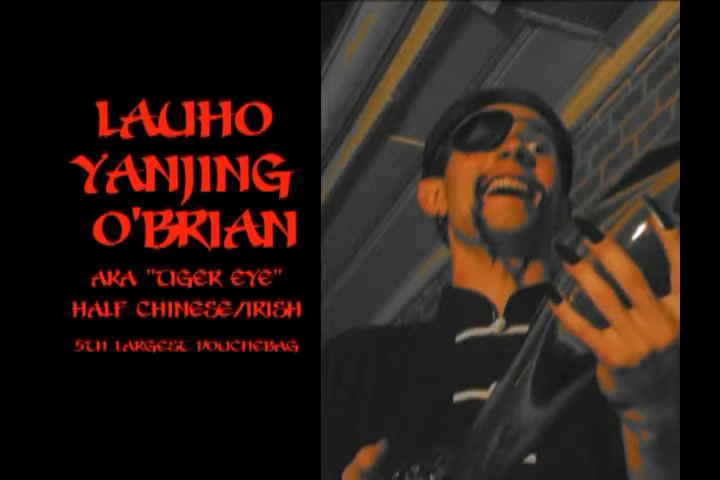 LAUHO
YANJING
O'BRIAN
AKA "TIGER EYE"
HALF CHINESE/IRISH
5TH LARGEST DOUCHEBAG